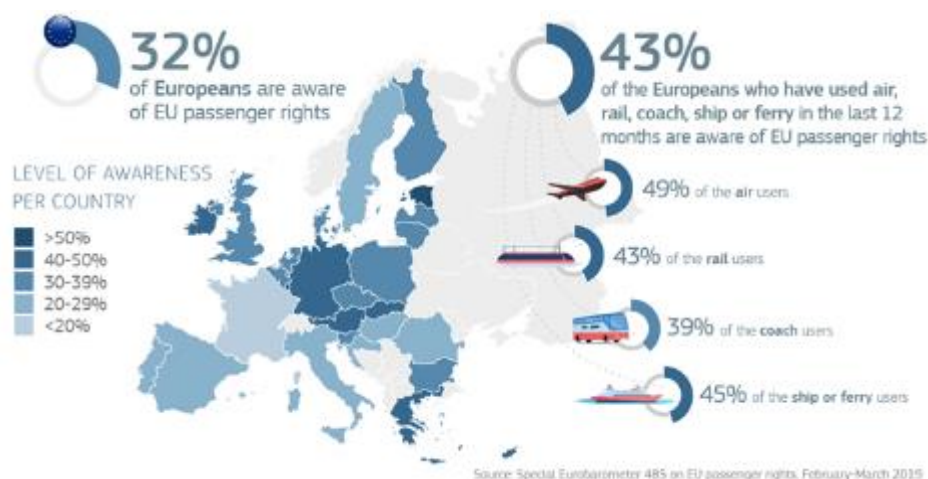 32%
of Europeans are aware
of EU passenger rights
43%
of the Europeans who have used air,
rail, coach, ship or ferry in the last 12
months are aware of EU passenger rights
LEVEL OF AWARENESS
PER COUNTRY
>50%
40-50%
30-39%
20-29%
<20%
49% of the air users
43% of the rail users
39% of the coach users
45% of the ship or ferry users
Source: Special Eurobarometer 485 on EU passenger rights, February-March 2019